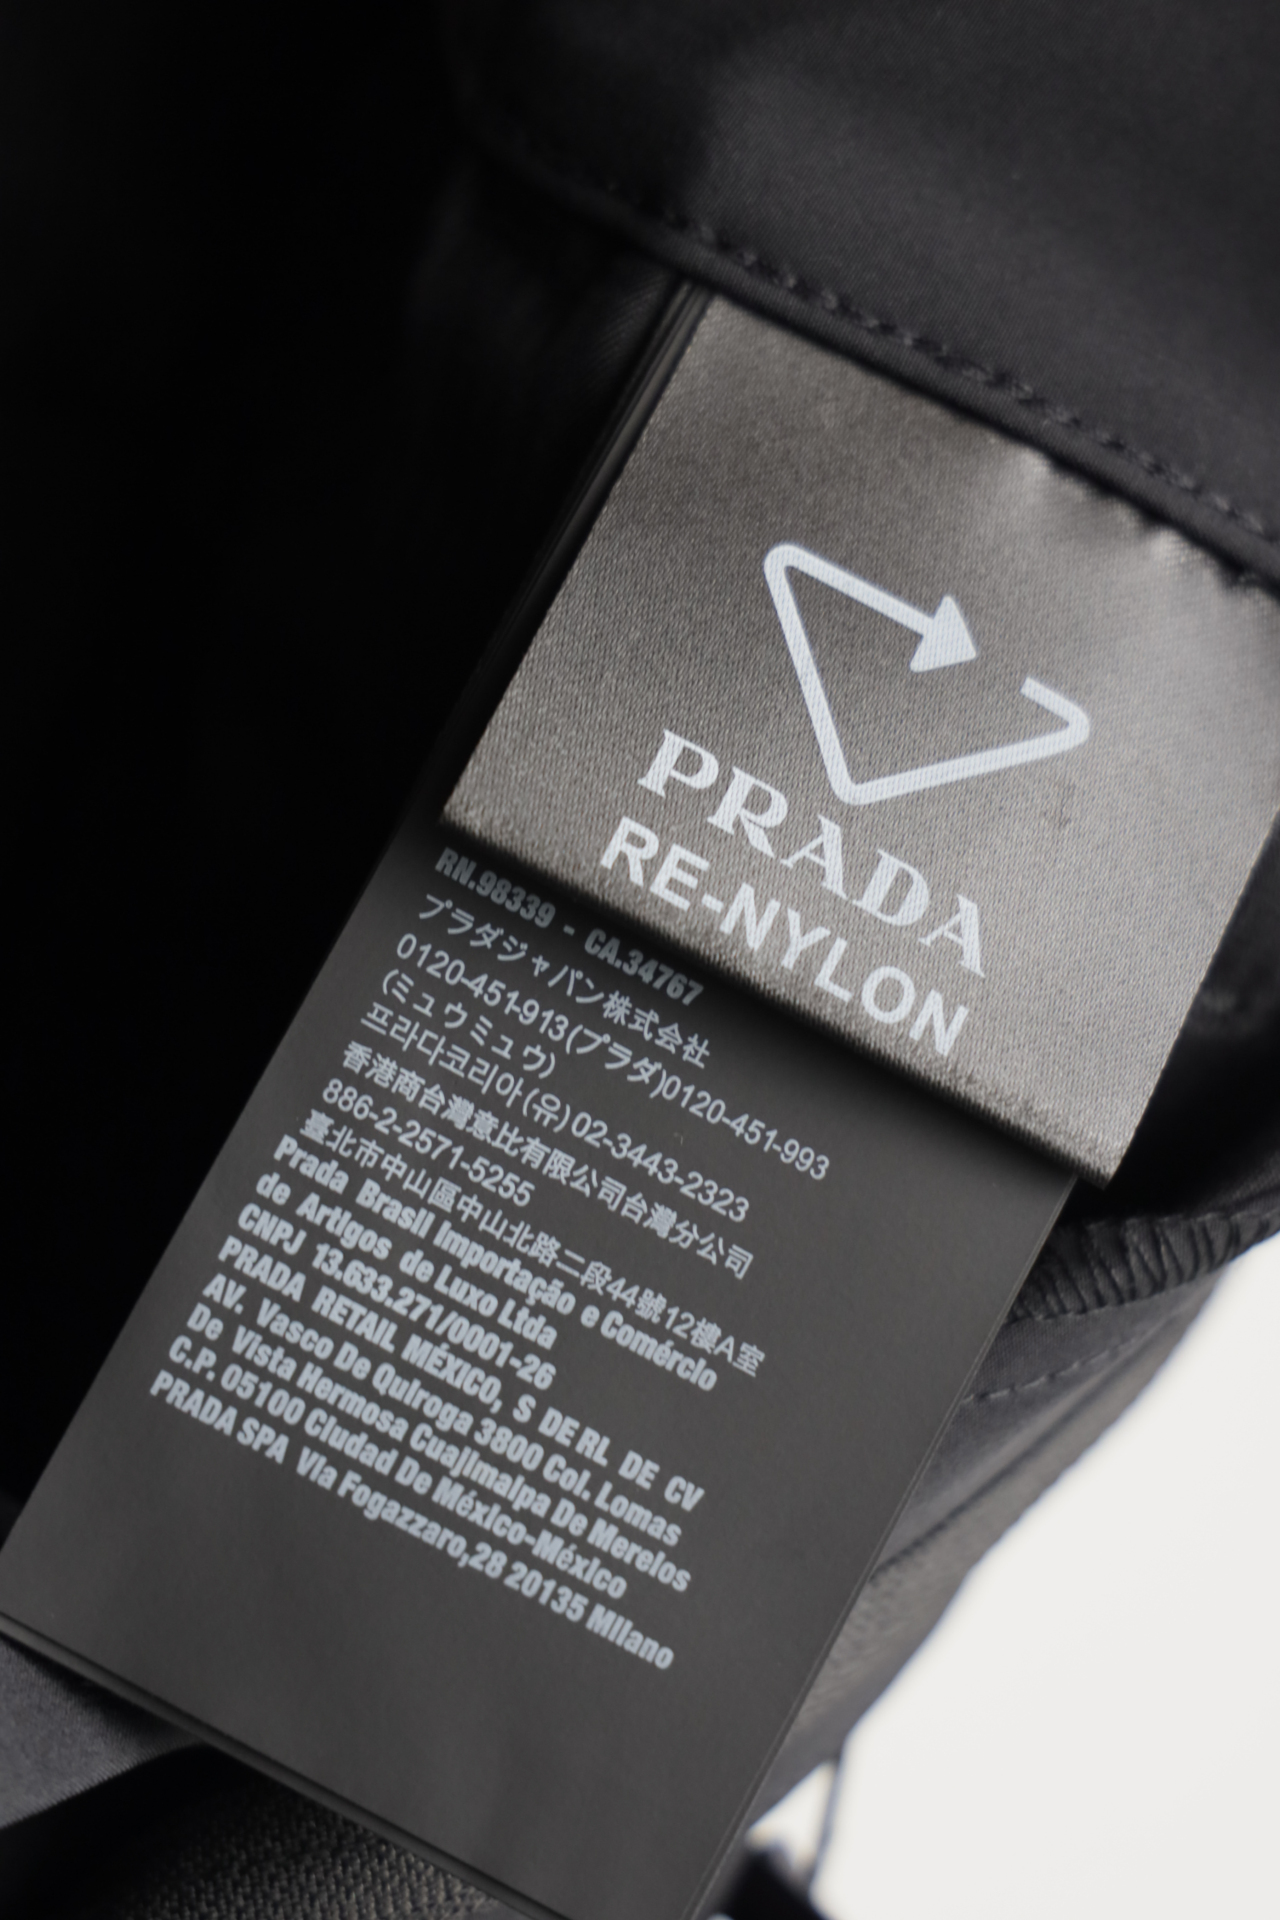 PRADA
RE-NYLON
RN.98339 - CA.34767
プラダジャパン株式会社
0120-451-913(プラダ)0120-451-993
(ミュウミュウ)
프라다코리아(유)02-3443-2323
香港商台灣意比有限公司台灣分公司
886-2-2571-5255
臺北市中山區中山北路二段44號12樓A室
Prada Brasil Importação e Comércio
de Artigos de Luxo Ltda
CNPJ 13.633.271/0001-26
PRADA RETAIL MÉXICO, S DE RL DE CV
AV. Vasco De Quiroga 3800 Col. Lomas
De Vista Hermosa Cuajimalpa De Merelos
C.P. 05100 Ciudad De México-México
PRADA SPA Via Fogazzaro,28 20135 Milano